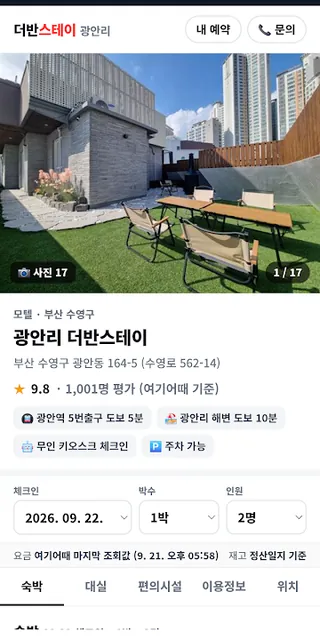 더반스테이 광안리
내 예약
📞 문의
📷 사진 17
1 / 17
모텔 · 부산 수영구
광안리 더반스테이
부산 수영구 광안동 164-5 (수영로 562-14)
★ 9.8 · 1,001명 평가 (여기어때 기준)
🚇 광안역 5번출구 도보 5분
🏖️ 광안리 해변 도보 10분
🤖 무인 키오스크 체크인
🅿️ 주차 가능
체크인
박수
인원
2026. 09. 22.
1박
2명
요금 여기어때 마지막 조회값 (9. 21. 오후 05:58) 재고 정산일지 기준
숙박
대실
편의시설
이용정보
위치